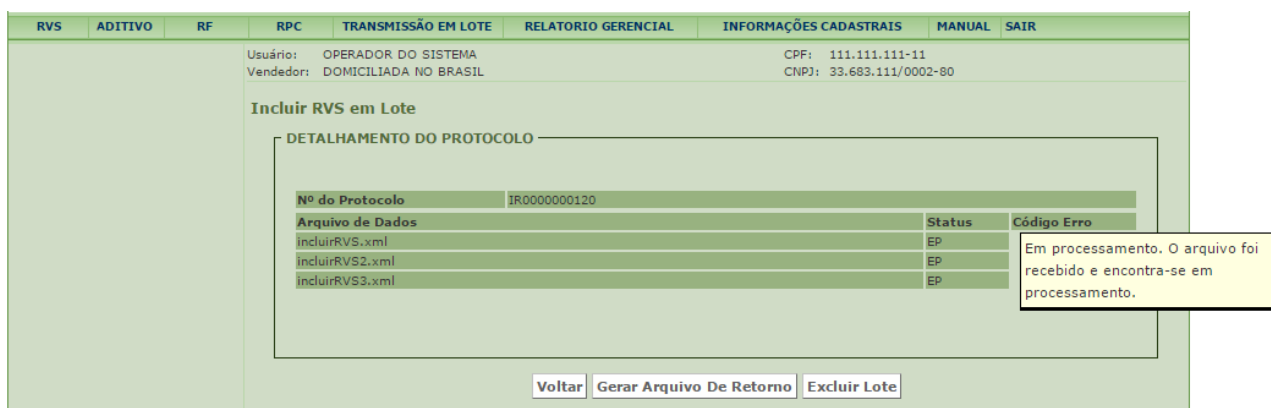 RVS ADITIVO RF RPC TRANSMISSÃO EM LOTE RELATORIO GERENCIAL INFORMAÇÕES CADASTRAIS MANUAL SAIR
Usuário: OPERADOR DO SISTEMA CPF: 111.111.111-11
Vendedor: DOMICILIADA NO BRASIL CNPJ: 33.683.111/0002-80
Incluir RVS em Lote
DETALHAMENTO DO PROTOCOLO
Nº do Protocolo IR0000000120
Arquivo de Dados Status Código Erro
incluirRVS.xml EP
incluirRVS2.xml EP
incluirRVS3.xml EP
Em processamento. O arquivo foi
recebido e encontra-se em
processamento.
Voltar Gerar Arquivo De Retorno Excluir Lote